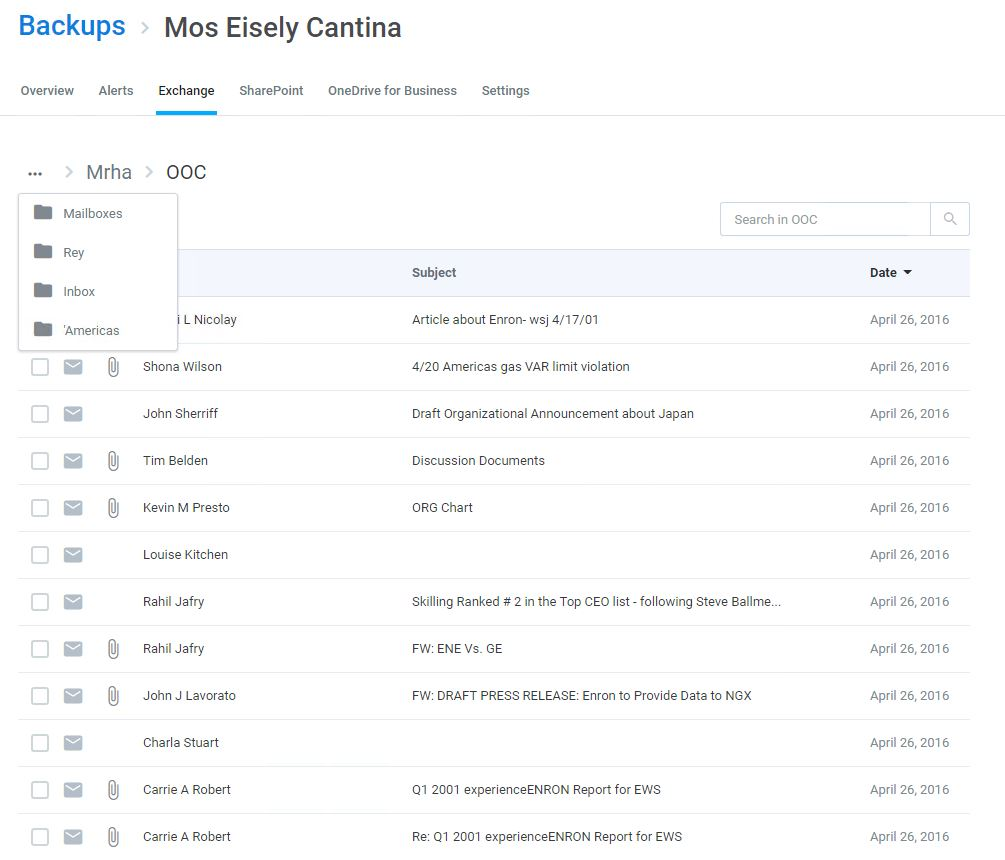 Backups > Mos Eisely Cantina
Overview Alerts Exchange SharePoint OneDrive for Business Settings
... > Mrha > OOC
Mailboxes
Search in OOC
Rey
Subject Date
Inbox
L Nicolay Article about Enron- wsj 4/17/01 April 26, 2016
'Americas
Shona Wilson 4/20 Americas gas VAR limit violation April 26, 2016
John Sherriff Draft Organizational Announcement about Japan April 26, 2016
Tim Belden Discussion Documents April 26, 2016
Kevin M Presto ORG Chart April 26, 2016
Louise Kitchen April 26, 2016
Rahil Jafry Skilling Ranked # 2 in the Top CEO list - following Steve Ballme... April 26, 2016
Rahil Jafry FW: ENE Vs. GE April 26, 2016
John J Lavorato FW: DRAFT PRESS RELEASE: Enron to Provide Data to NGX April 26, 2016
Charla Stuart April 26, 2016
Carrie A Robert Q1 2001 experienceENRON Report for EWS April 26, 2016
Carrie A Robert Re: Q1 2001 experienceENRON Report for EWS April 26, 2016